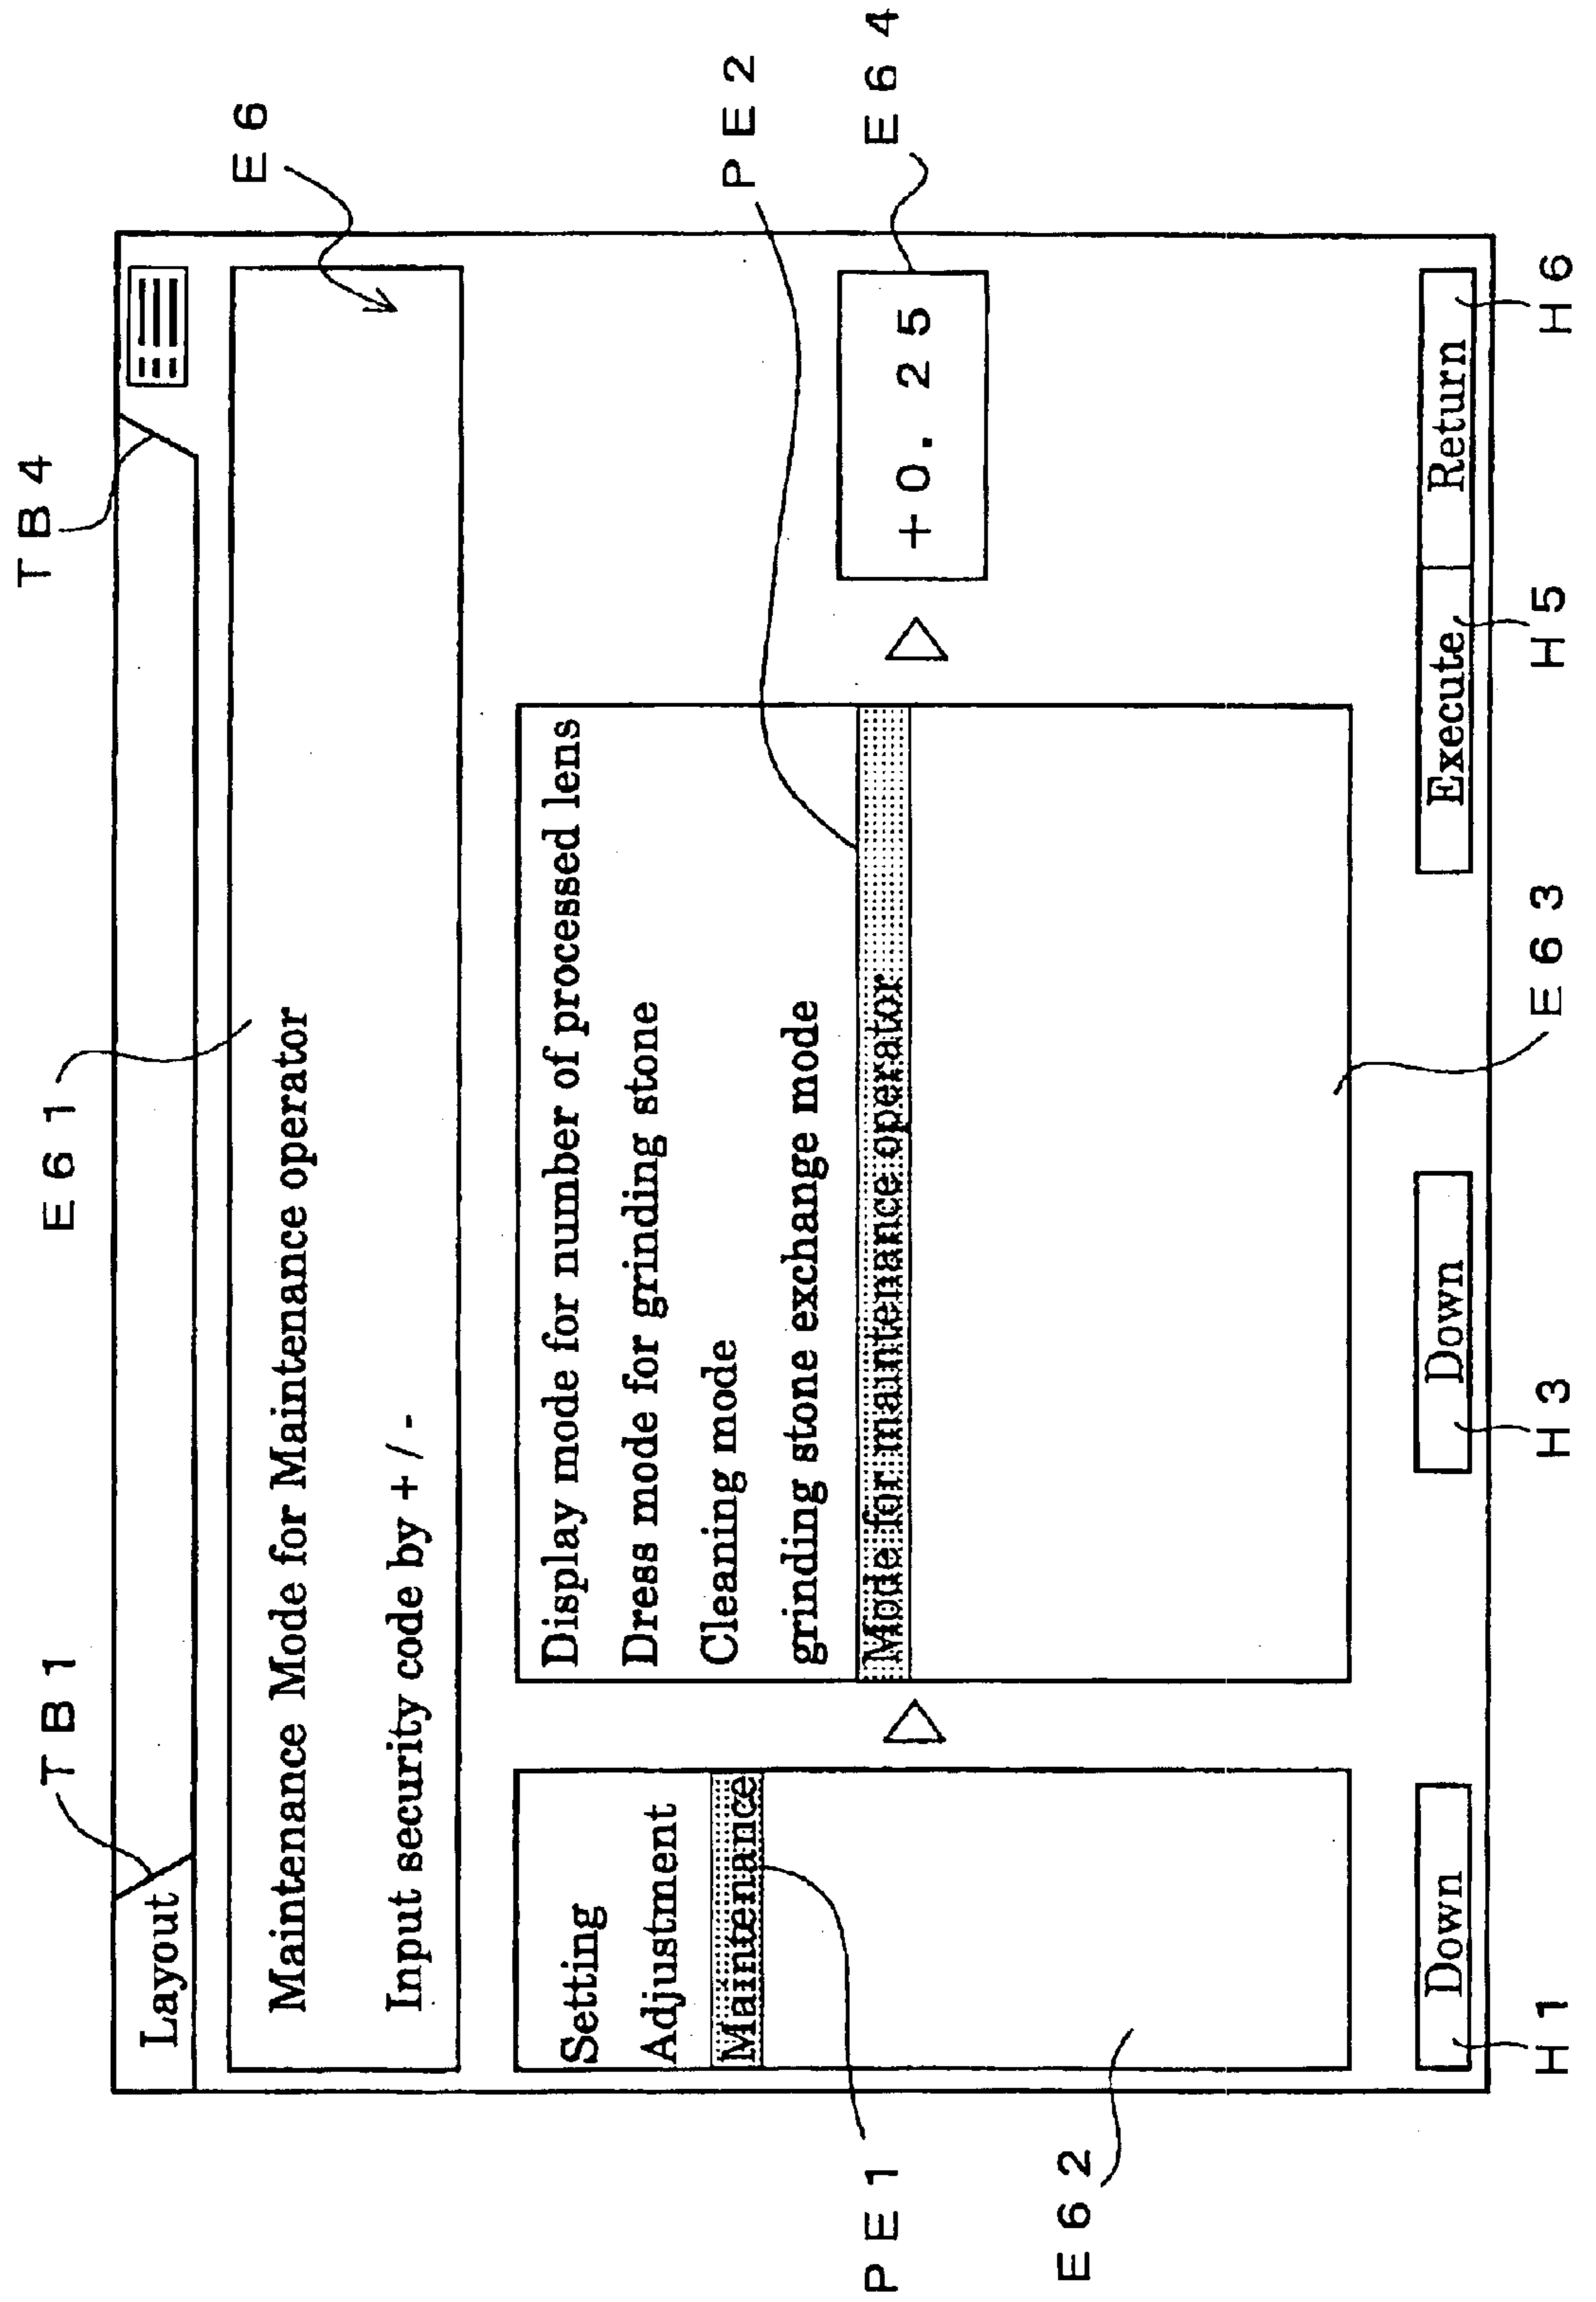 TB1
E61
TB4
E6
Layout
Maintenance Mode for Maintenance operator
Input security code by +/-
PE2
Setting
Adjustment
Maintenance
Display mode for number of processed lens
Dress mode for grinding stone
Cleaning mode
grinding stone exchange mode
Mode for maintenance operator
+0.25
E64
PE1
E62
Down
Down
Execute
Return
H1
H3
E63
H5
H6